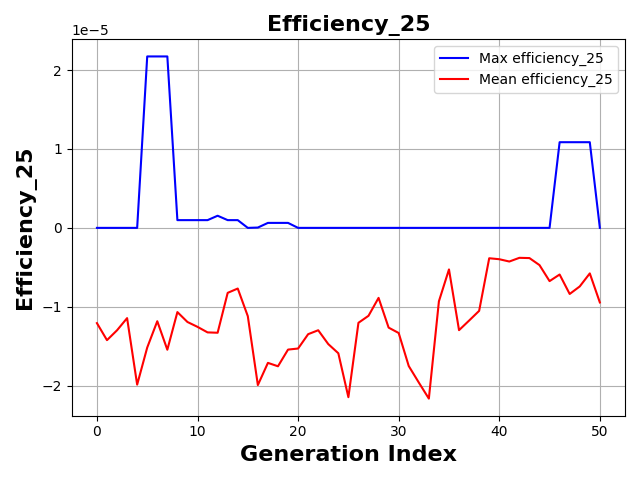 Efficiency_25
1e−5
Max efficiency_25
Mean efficiency_25
2
1
0
−1
−2
Efficiency_25
0 10 20 30 40 50
Generation Index